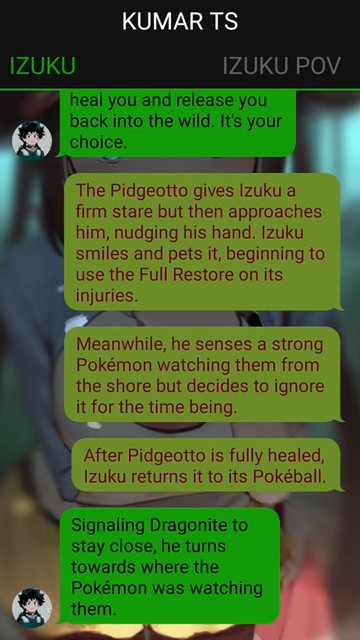 KUMAR TS
IZUKU
IZUKU POV
heal you and release you
back into the wild. It's your
choice.
The Pidgeotto gives Izuku a
firm stare but then approaches
him, nudging his hand. Izuku
smiles and pets it, beginning to
use the Full Restore on its
injuries.
Meanwhile, he senses a strong
Pokémon watching them from
the shore but decides to ignore
it for the time being.
After Pidgeotto is fully healed,
Izuku returns it to its Pokéball.
Signaling Dragonite to
stay close, he turns
towards where the
Pokémon was watching
them.